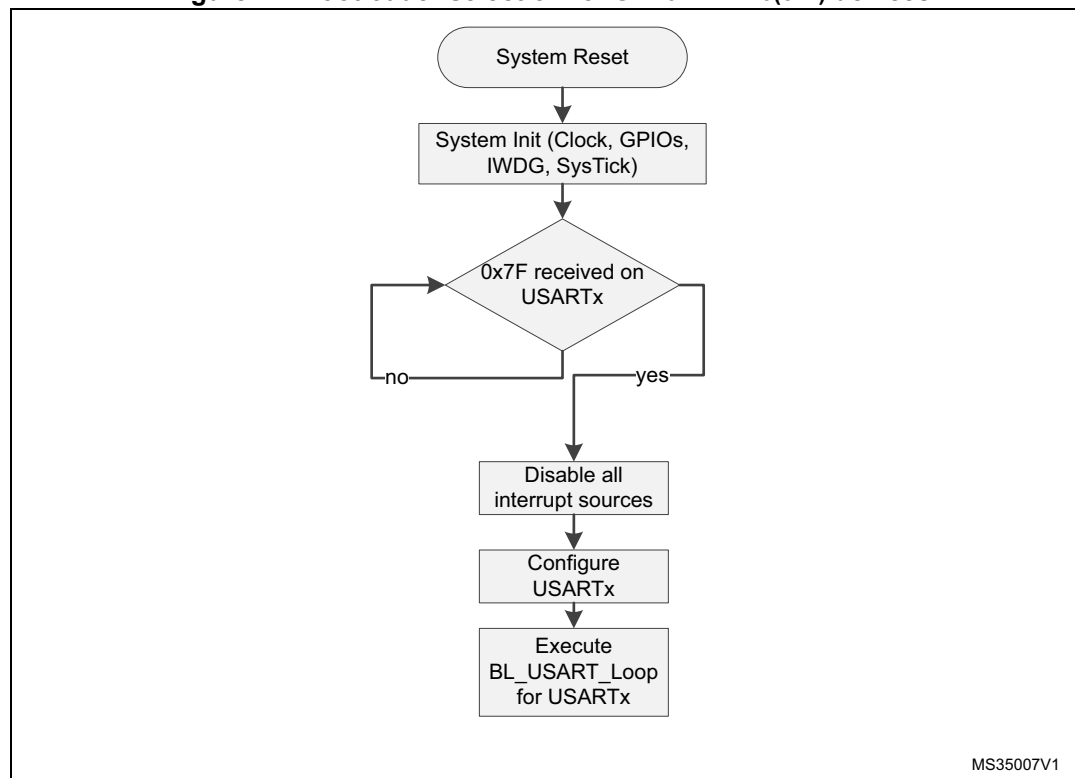 System Reset
System Init (Clock, GPIOs,
IWDG, SysTick)
0x7F received on
USARTx
no
yes
Disable all
interrupt sources
Configure
USARTx
Execute
BL_USART_Loop
for USARTx
MS35007V1